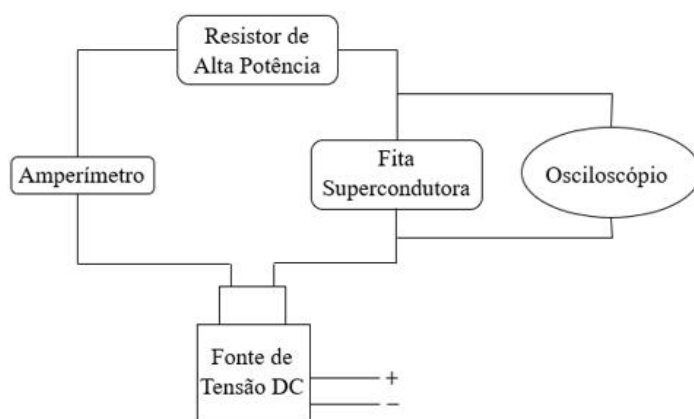 Resistor de
Alta Potência
Amperímetro
Fita
Supercondutora
Osciloscópio
Fonte de
Tensão DC
+
−